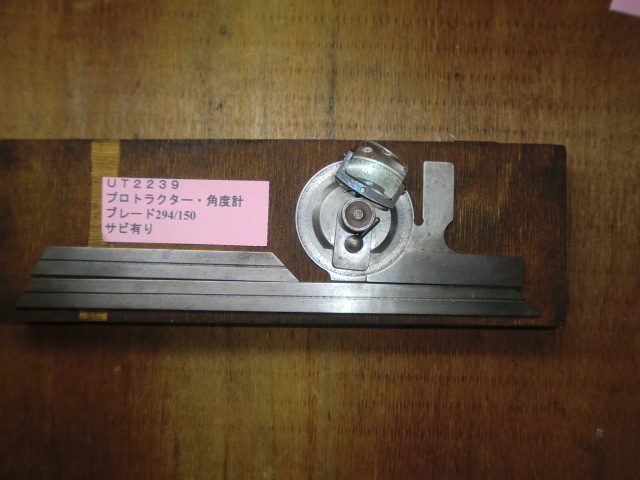 UT2239
プロトラクター・角度計
ブレード294/150
サビ有り